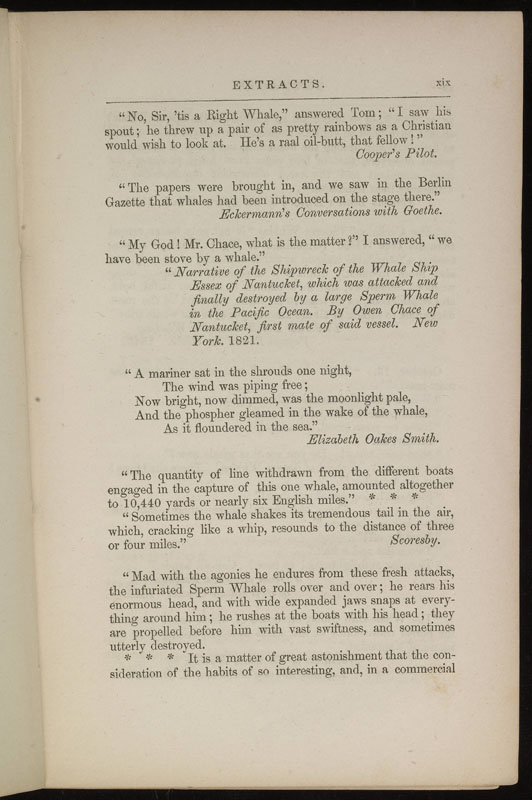 EXTRACTS. xix
“No, Sir, ’tis a Right Whale,” answered Tom; “I saw his
spout; he threw up a pair of as pretty rainbows as a Christian
would wish to look at. He’s a raal oil-butt, that fellow!”
Cooper’s Pilot.
“The papers were brought in, and we saw in the Berlin
Gazette that whales had been introduced on the stage there.”
Eckermann’s Conversations with Goethe.
“My God! Mr. Chace, what is the matter?” I answered, “we
have been stove by a whale.”
“Narrative of the Shipwreck of the Whale Ship
Essex of Nantucket, which was attacked and
finally destroyed by a large Sperm Whale
in the Pacific Ocean. By Owen Chace of
Nantucket, first mate of said vessel. New
York. 1821.
“A mariner sat in the shrouds one night,
The wind was piping free;
Now bright, now dimmed, was the moonlight pale,
And the phospher gleamed in the wake of the whale,
As it floundered in the sea.”
Elizabeth Oakes Smith.
“The quantity of line withdrawn from the different boats
engaged in the capture of this one whale, amounted altogether
to 10,440 yards or nearly six English miles.” * * *
“Sometimes the whale shakes its tremendous tail in the air,
which, cracking like a whip, resounds to the distance of three
or four miles.” Scoresby.
“Mad with the agonies he endures from these fresh attacks,
the infuriated Sperm Whale rolls over and over; he rears his
enormous head, and with wide expanded jaws snaps at every-
thing around him; he rushes at the boats with his head; they
are propelled before him with vast swiftness, and sometimes
utterly destroyed.
* * * It is a matter of great astonishment that the con-
sideration of the habits of so interesting, and, in a commercial